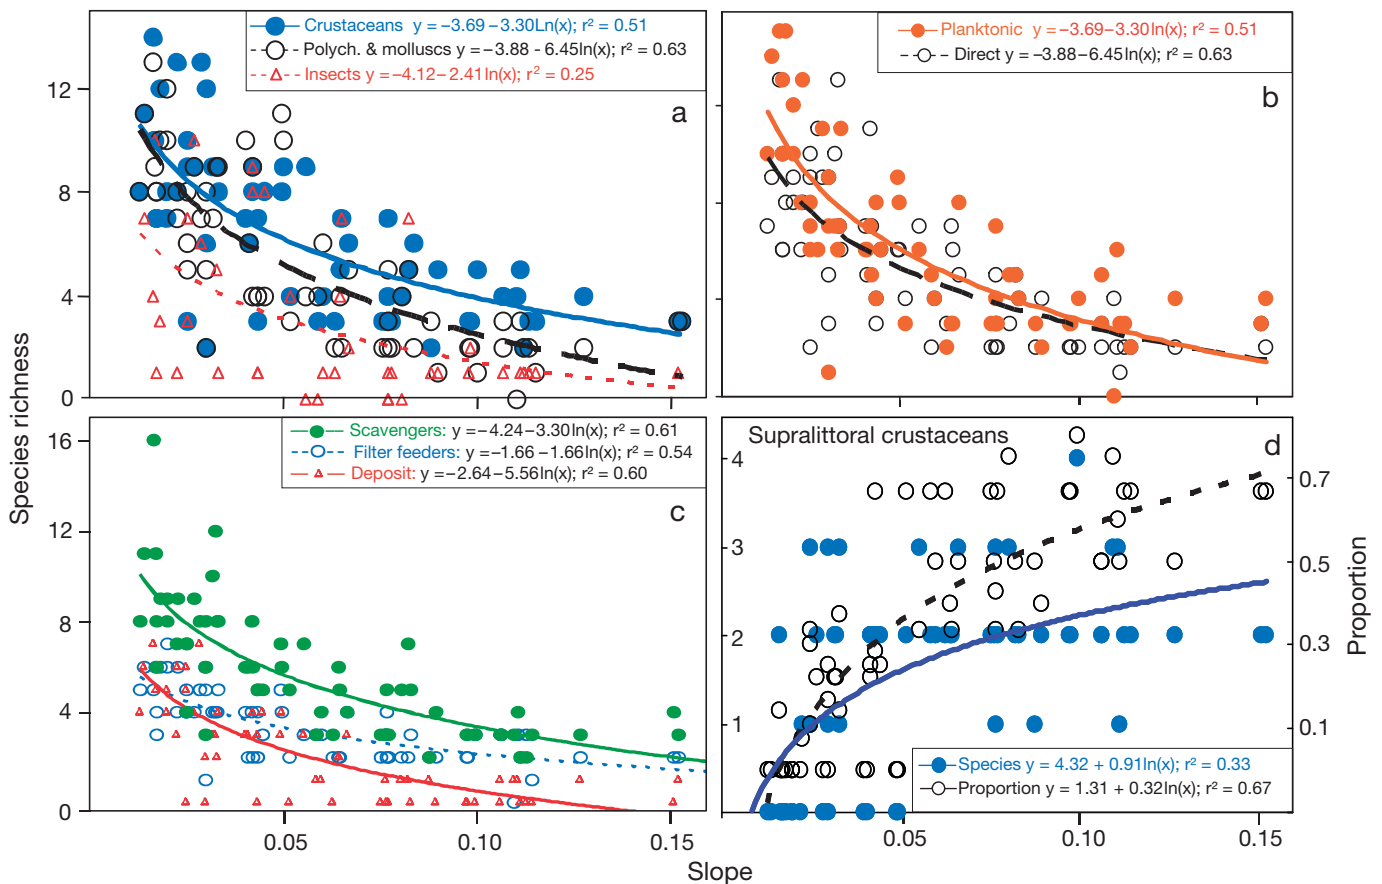 Crustaceans y =−3.69−3.30Ln(x); r² = 0.51
Polych. & molluscs y =−3.88 - 6.45ln(x); r² = 0.63
Insects y =−4.12−2.41ln(x); r² = 0.25
a
12
8
4
0
Planktonic y =−3.69−3.30ln(x); r² = 0.51
Direct y =−3.88−6.45ln(x); r² = 0.63
b
Species richness
Scavengers: y =−4.24−3.30ln(x); r² = 0.61
Filter feeders: y =−1.66 −1.66ln(x); r² = 0.54
Deposit: y =−2.64−5.56ln(x); r² = 0.60
c
16
12
8
4
0
0.05
0.10
0.15
Supralittoral crustaceans
d
4
3
2
1
0.7
0.5
0.3
0.1
Proportion
Species y = 4.32 + 0.91ln(x); r² = 0.33
Proportion y = 1.31 + 0.32ln(x); r² = 0.67
0.05
0.10
0.15
Slope